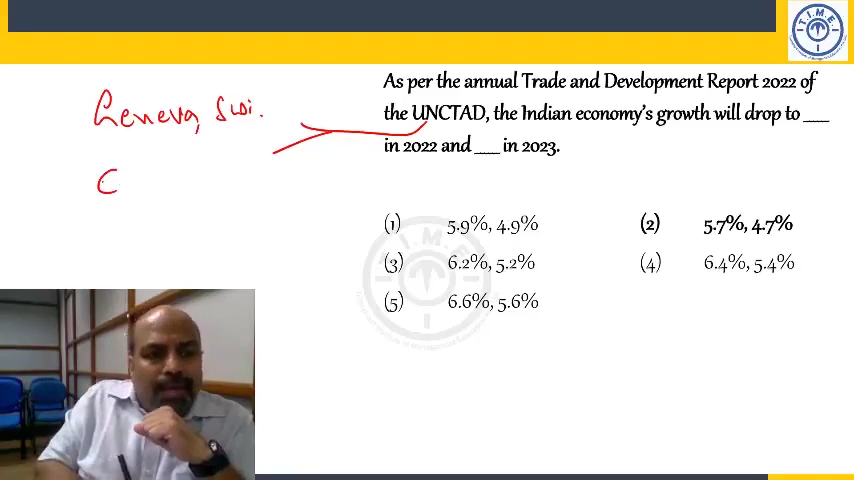 T.I.M.E.
As per the annual Trade and Development Report 2022 of
the UNCTAD, the Indian economy's growth will drop to ____
in 2022 and ____ in 2023.
Geneva, Swi.
C
(1) 5.9%, 4.9% (2) 5.7%, 4.7%
(3) 6.2%, 5.2% (4) 6.4%, 5.4%
(5) 6.6%, 5.6%
T.I.M.E.